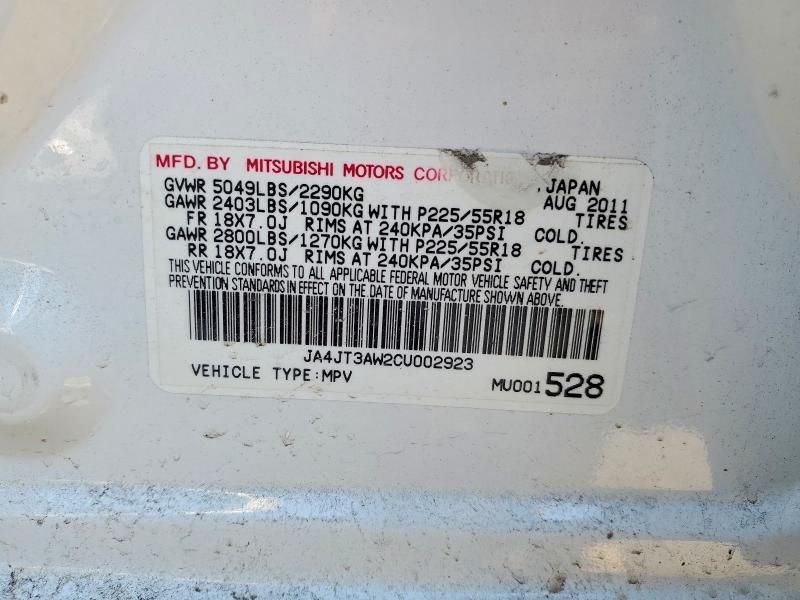 MFD. BY MITSUBISHI MOTORS CORPORATION, JAPAN
GVWR 5049LBS/2290KG AUG 2011
GAWR 2403LBS/1090KG WITH P225/55R18 TIRES
FR 18X7.0J RIMS AT 240KPA/35PSI COLD.
GAWR 2800LBS/1270KG WITH P225/55R18 TIRES
RR 18X7.0J RIMS AT 240KPA/35PSI COLD.
THIS VEHICLE CONFORMS TO ALL APPLICABLE FEDERAL MOTOR VEHICLE SAFETY AND THEFT
PREVENTION STANDARDS IN EFFECT ON THE DATE OF MANUFACTURE SHOWN ABOVE.
JA4JT3AW2CU002923
VEHICLE TYPE:MPV MU001528